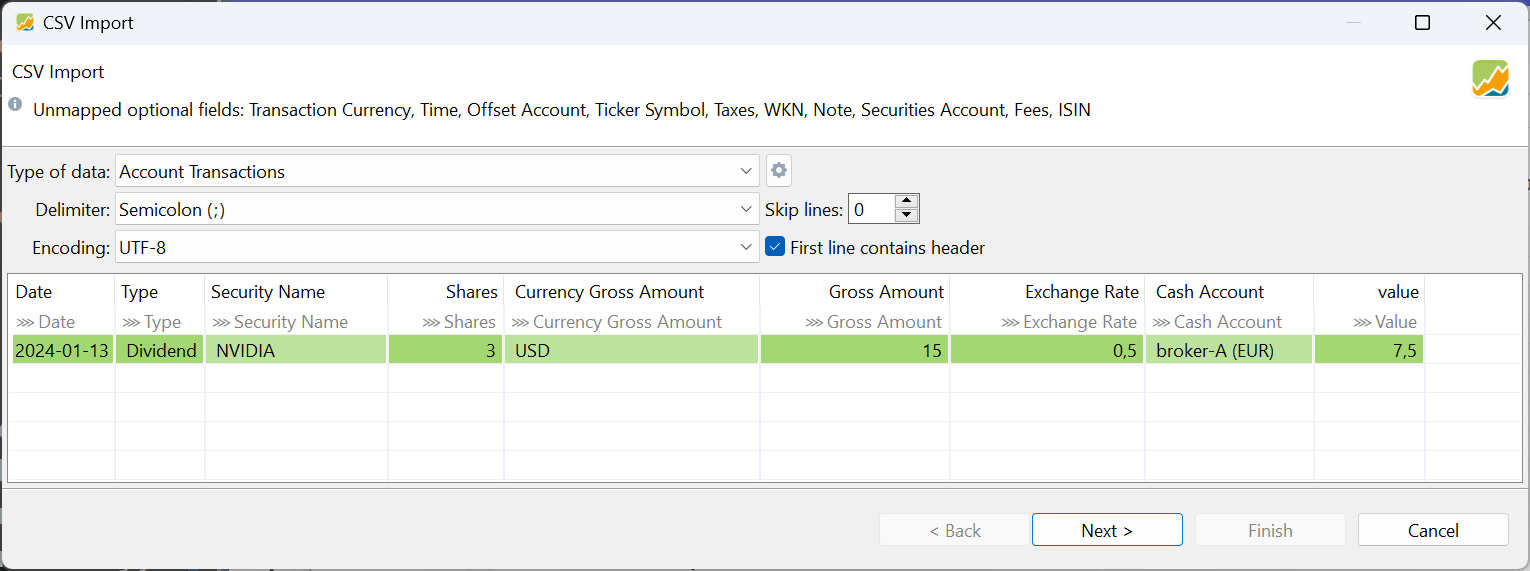 CSV Import
CSV Import
Unmapped optional fields: Transaction Currency, Time, Offset Account, Ticker Symbol, Taxes, WKN, Note, Securities Account, Fees, ISIN
Type of data: Account Transactions
Delimiter: Semicolon (;) Skip lines: 0
Encoding: UTF-8 First line contains header
Date Type Security Name Shares Currency Gross Amount Gross Amount Exchange Rate Cash Account value
⋙ Date ⋙ Type ⋙ Security Name ⋙ Shares ⋙ Currency Gross Amount ⋙ Gross Amount ⋙ Exchange Rate ⋙ Cash Account ⋙ Value
2024-01-13 Dividend NVIDIA 3 USD 15 0,5 broker-A (EUR) 7,5
< Back Next > Finish Cancel